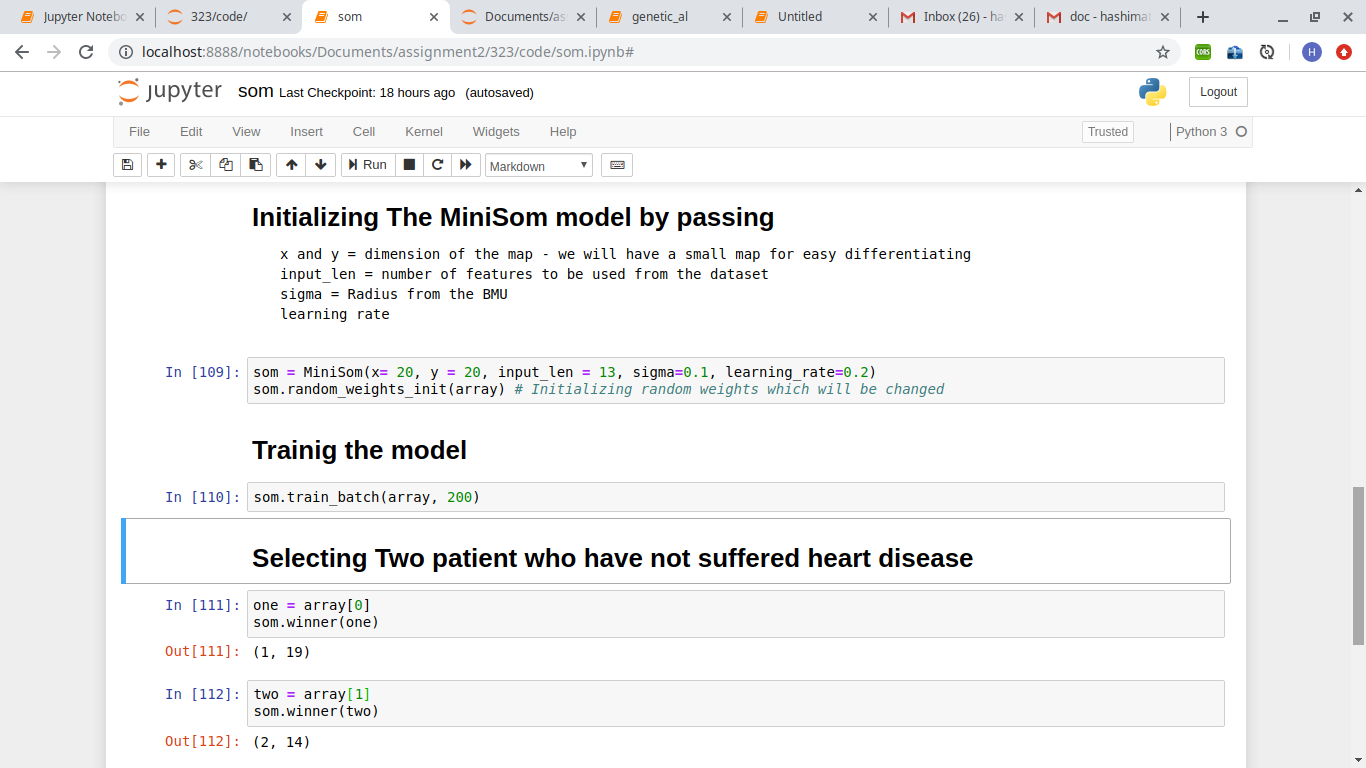 Jupyter Notebo
323/code/
som
Documents/as
genetic_al
Untitled
Inbox (26) - ha
doc - hashimat
localhost:8888/notebooks/Documents/assignment2/323/code/som.ipynb#
CORS
H
jupyter som Last Checkpoint: 18 hours ago (autosaved)
Logout
File Edit View Insert Cell Kernel Widgets Help
Trusted
Python 3
Run
Markdown
Initializing The MiniSom model by passing
x and y = dimension of the map - we will have a small map for easy differentiating
input_len = number of features to be used from the dataset
sigma = Radius from the BMU
learning rate
In [109]: som = MiniSom(x= 20, y = 20, input_len = 13, sigma=0.1, learning_rate=0.2)
som.random_weights_init(array) # Initializing random weights which will be changed
Trainig the model
In [110]: som.train_batch(array, 200)
Selecting Two patient who have not suffered heart disease
In [111]: one = array[0]
som.winner(one)
Out[111]: (1, 19)
In [112]: two = array[1]
som.winner(two)
Out[112]: (2, 14)